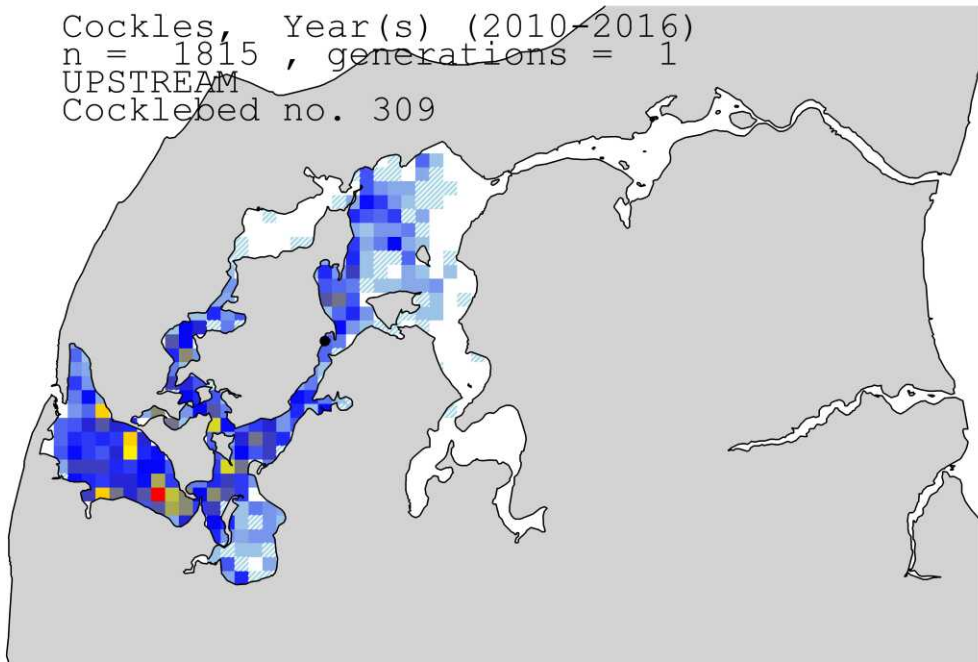 Cockles, Year(s) (2010-2016)
n = 1815 , generations = 1
UPSTREAM
Cocklebed no. 309